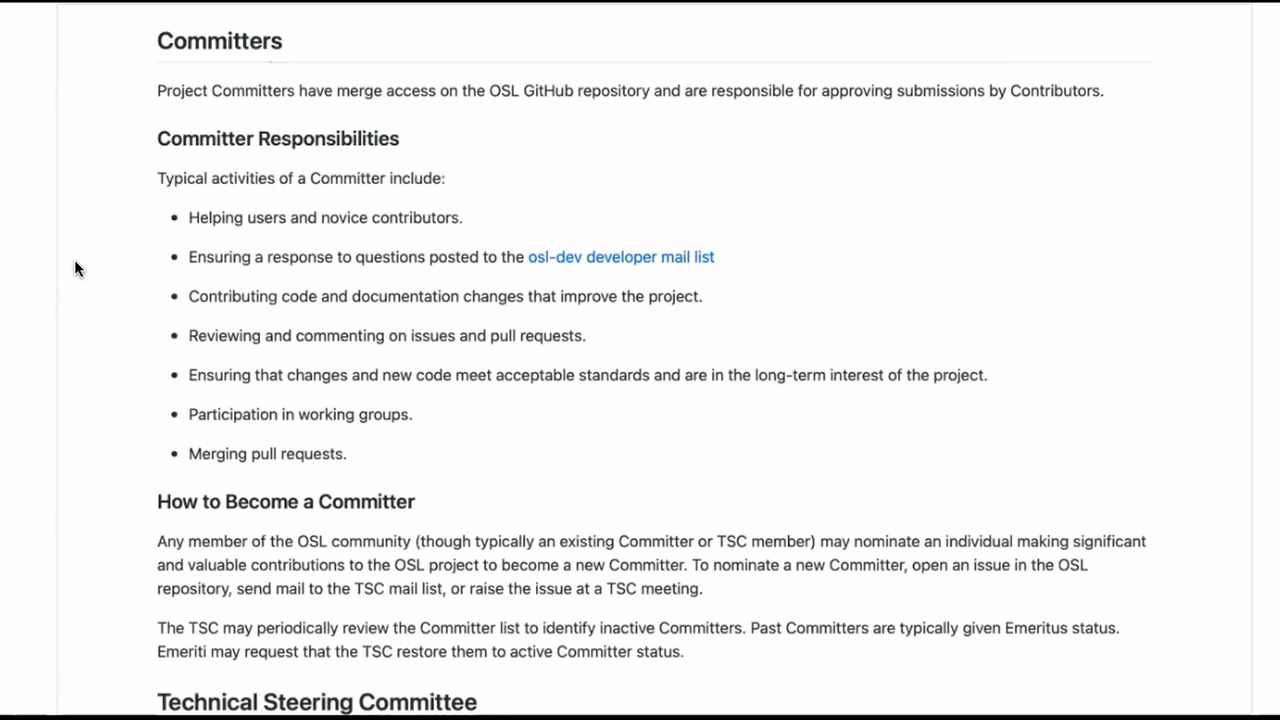 Committers
Project Committers have merge access on the OSL GitHub repository and are responsible for approving submissions by Contributors.
Committer Responsibilities
Typical activities of a Committer include:
Helping users and novice contributors.
Ensuring a response to questions posted to the osl-dev developer mail list
Contributing code and documentation changes that improve the project.
Reviewing and commenting on issues and pull requests.
Ensuring that changes and new code meet acceptable standards and are in the long-term interest of the project.
Participation in working groups.
Merging pull requests.
How to Become a Committer
Any member of the OSL community (though typically an existing Committer or TSC member) may nominate an individual making significant
and valuable contributions to the OSL project to become a new Committer. To nominate a new Committer, open an issue in the OSL
repository, send mail to the TSC mail list, or raise the issue at a TSC meeting.
The TSC may periodically review the Committer list to identify inactive Committers. Past Committers are typically given Emeritus status.
Emeriti may request that the TSC restore them to active Committer status.
Technical Steering Committee